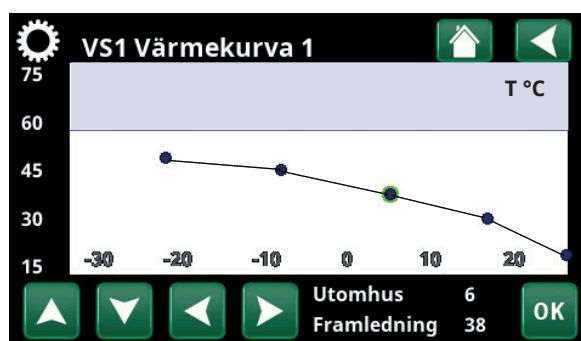 VS1 Värmekurva 1
T °C
75
60
45
30
15
-30 -20 -10 0 10 20
Utomhus 6
Framledning 38
OK